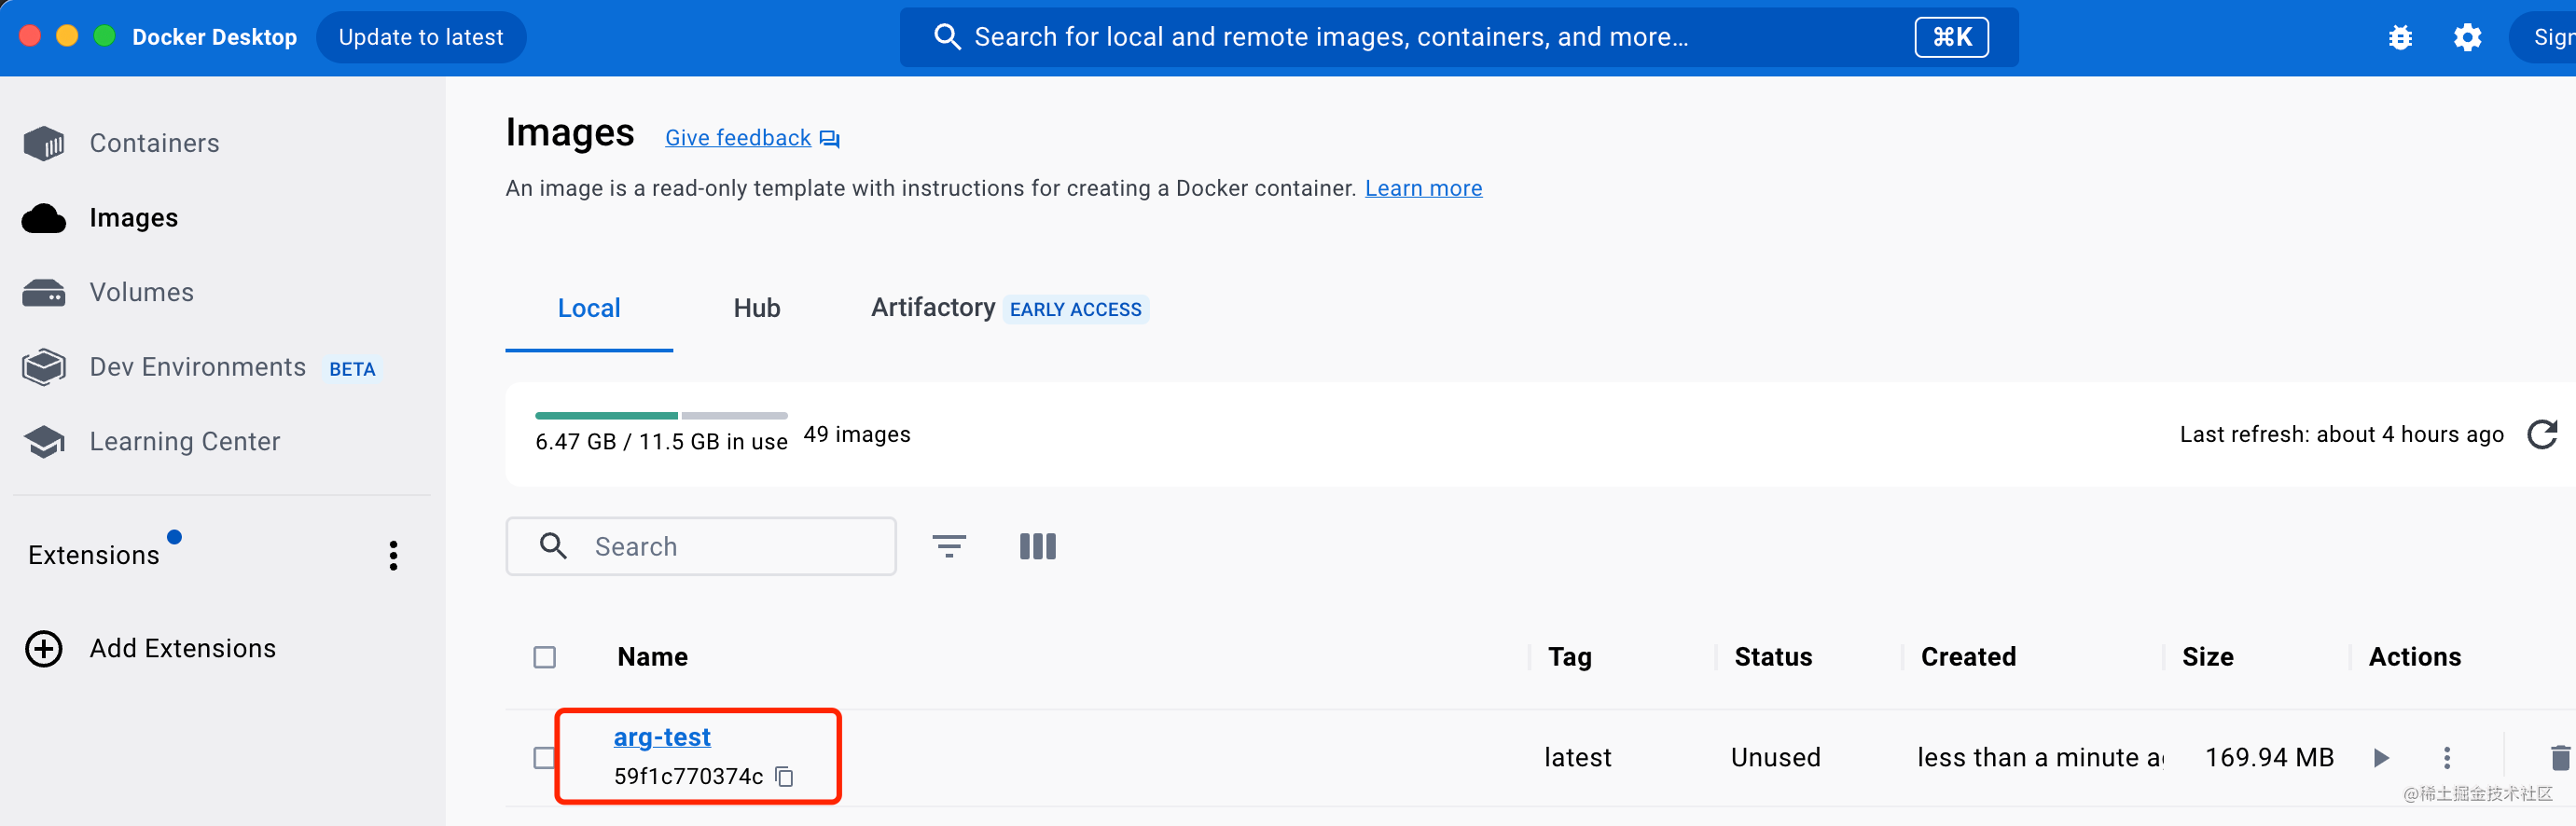 Docker Desktop Update to latest Search for local and remote images, containers, and more... ⌘K Sign
Containers
Images
Volumes
Dev Environments BETA
Learning Center
Extensions
Add Extensions
Images Give feedback
An image is a read-only template with instructions for creating a Docker container. Learn more
Local Hub Artifactory EARLY ACCESS
6.47 GB / 11.5 GB in use 49 images Last refresh: about 4 hours ago
Search
Name Tag Status Created Size Actions
arg-test
59f1c770374c
latest Unused less than a minute a 169.94 MB
@稀土掘金技术社区